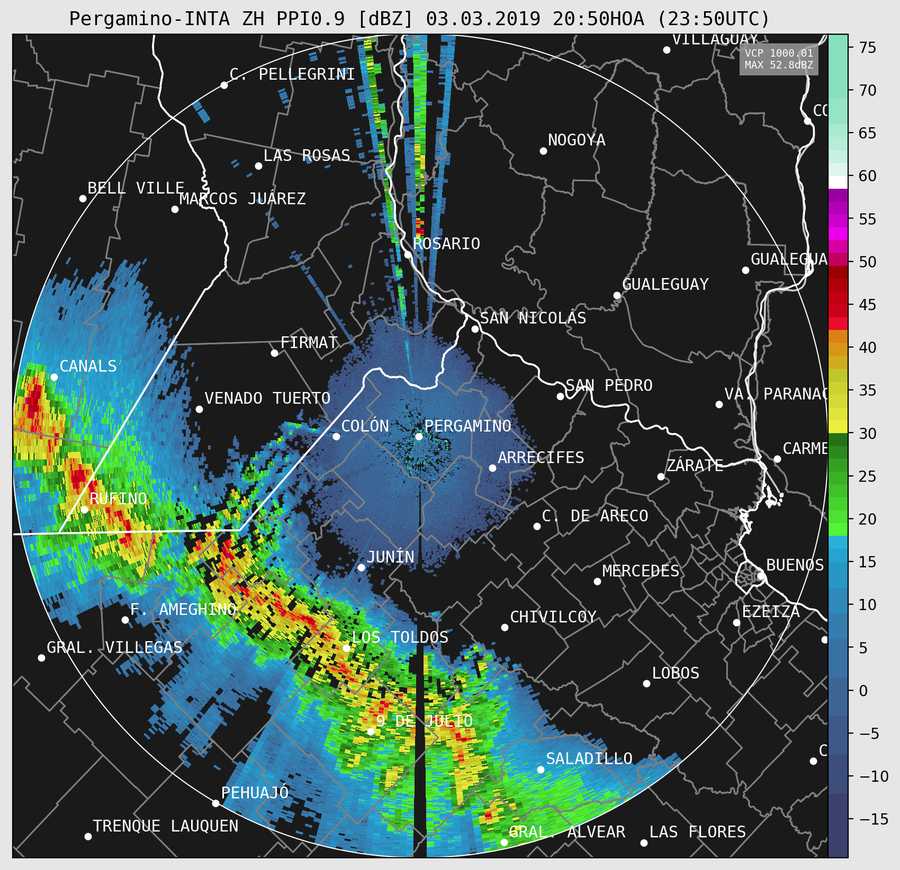 Pergamino-INTA ZH PPI0.9 [dBZ] 03.03.2019 20:50HOA (23:50UTC)
VILLAGUAY
VCP 1000.01
MAX 52.8dBZ
75
C. PELLEGRINI
70
CO
65
NOGOYA
LAS ROSAS
60
BELL VILLE
MARCOS JUÁREZ
55
ROSARIO
GUALEGUA
50
GUALEGUAY
45
SAN NICOLÁS
FIRMAT
40
CANALS
SAN PEDRO
35
VENADO TUERTO
VA. PARANAC
COLÓN
PERGAMINO
30
ARRECIFES
CARME
ZÁRATE
25
RUFINO
C. DE ARECO
20
JUNÍN
MERCEDES
BUENOS
15
F. AMEGHINO
CHIVILCOY
EZEIZA
10
LOS TOLDOS
GRAL. VILLEGAS
5
LOBOS
0
9 DE JULIO
-5
SALADILLO
C
-10
PEHUAJÓ
-15
TRENQUE LAUQUEN
GRAL. ALVEAR
LAS FLORES